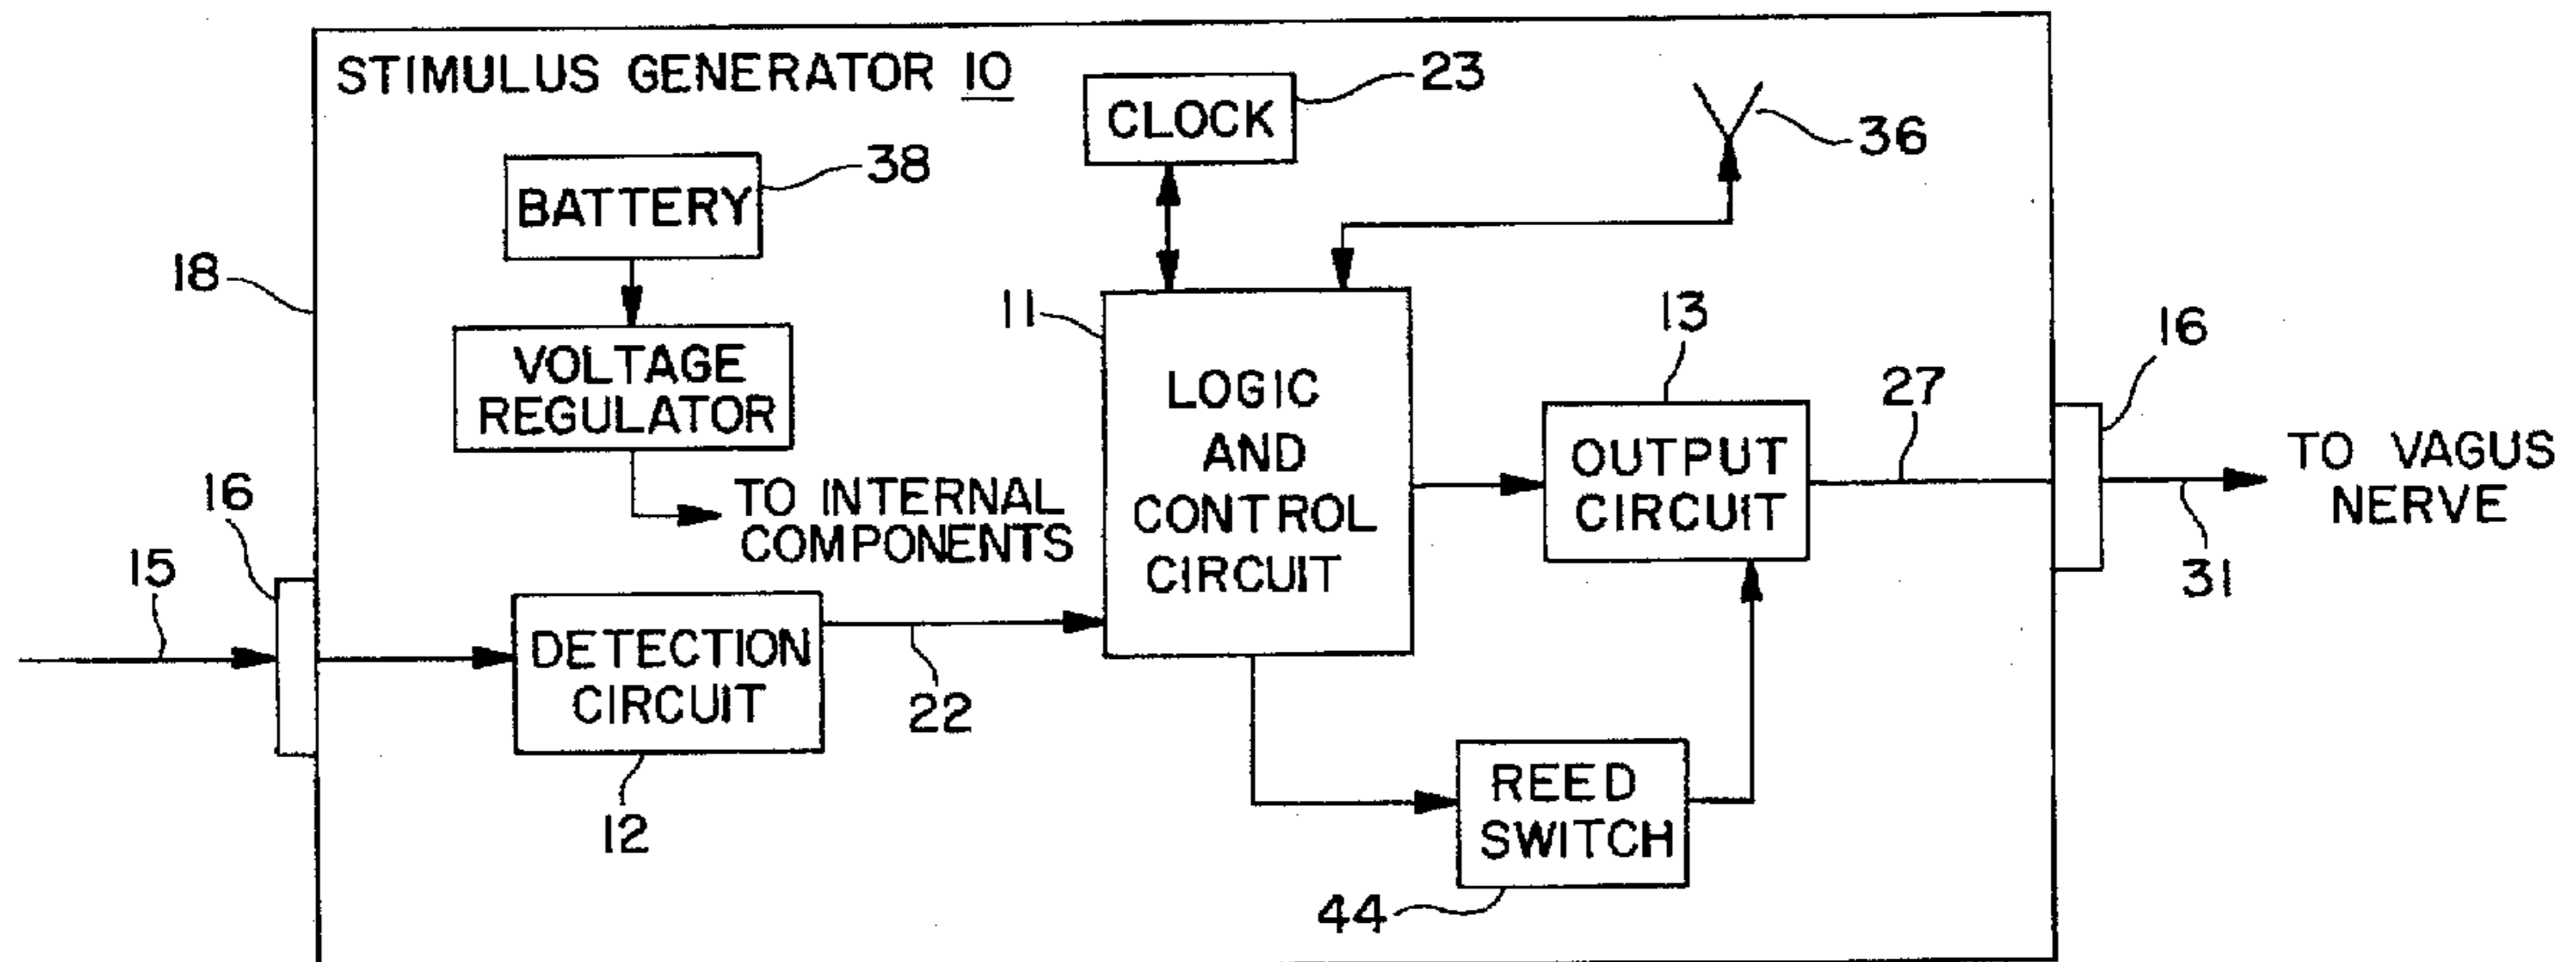 STIMULUS GENERATOR 10
CLOCK
23
36
BATTERY
38
18
VOLTAGE
REGULATOR
TO INTERNAL
COMPONENTS
11
LOGIC
AND
CONTROL
CIRCUIT
13
OUTPUT
CIRCUIT
27
16
TO VAGUS
NERVE
31
16
15
DETECTION
CIRCUIT
12
22
REED
SWITCH
44